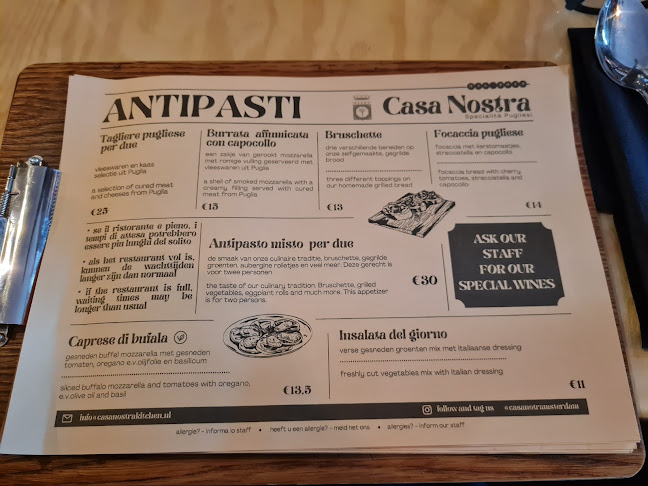 ANTIPASTI
Casa Nostra
Specialità Pugliesi
Tagliere pugliese
per due
vleeswaren en kaas
selectie uit Puglia
a selection of cured meat
and cheeses from Puglia
€25
Burrata affumicata
con capocollo
een zakje van gerookt mozzarella
met romige vulling geserveerd met
vleeswaren uit Puglia
a shell of smoked mozzarella with a
creamy filling served with cured
meat from Puglia
€15
Bruschette
drie verschillende bereiden op
onze zelfgemaakte, gegrilde
brood
three different toppings on
our homemade grilled bread
€13
Focaccia pugliese
focaccia met kerstomaatjes,
stracciatella en capocollo
focaccia bread with cherry
tomatoes, stracciatella and
capocollo
€14
• se il ristorante e pieno, i
tempi di attesa potrebbero
essere piu lunghi del solito
• als het restaurant vol is,
kunnen de wachttijden
langer zijn dan normaal
• if the restaurant is full,
waiting times may be
longer than usual
Antipasto misto per due
de smaak van onze culinaire traditie, bruschette, gegrilde
groenten, aubergine rolletjes en veel meer. Deze gerecht is
voor twee personen
the taste of our culinary tradition. Bruschette, grilled
vegetables, eggplant rolls and much more. This appetizer
is for two persons.
€30
ASK OUR
STAFF
FOR OUR
SPECIAL WINES
Caprese di bufala
gesneden buffel mozzarella met gesneden
tomaten, oregano e.v.olijfolie en basilicum
sliced buffalo mozzarella and tomatoes with oregano,
e.v.olive oil and basil
€13,5
Insalata del giorno
verse gesneden groenten mix met italiaanse dressing
freshly cut vegetables mix with italian dressing
€11
info@casanostrakitchen.nl
follow and tag us @casanostramsterdam
allergie? - informa lo staff • heeft u een allergie? - meld het ons • allergies? - inform our staff